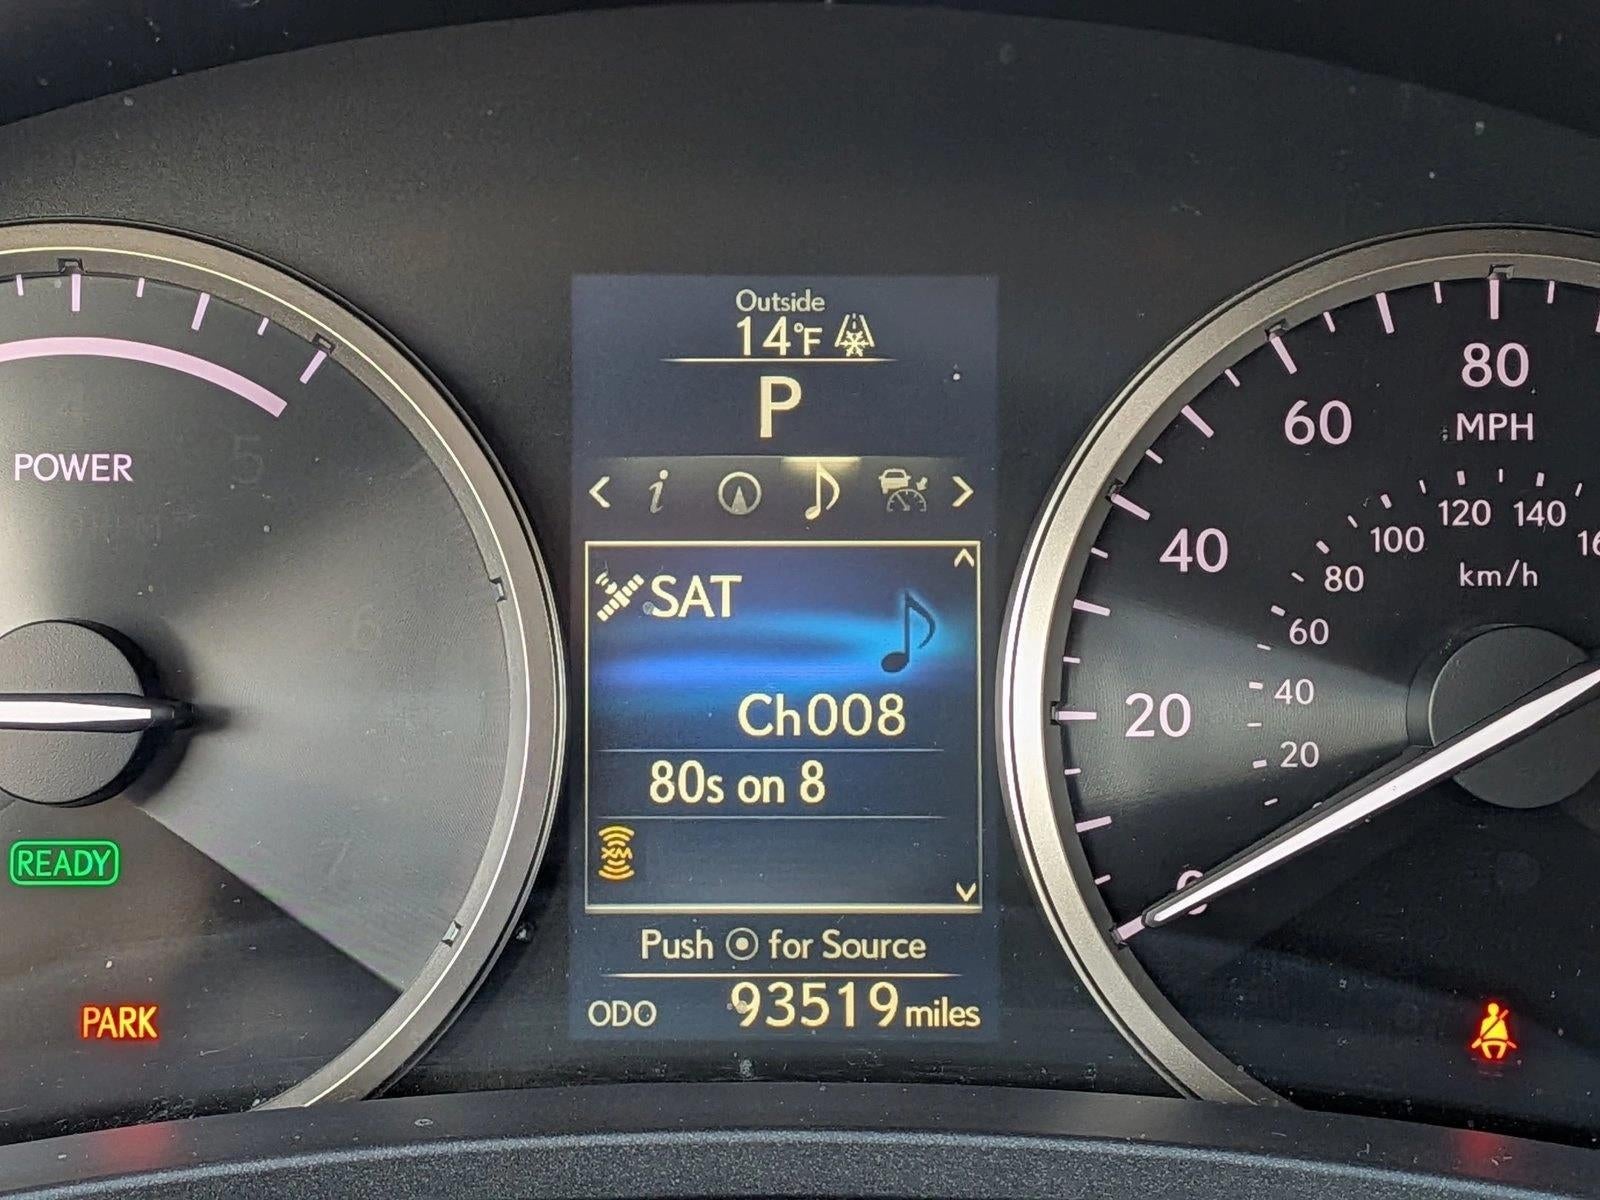 Outside
14°F
P
i
SAT
Ch008
80s on 8
XM
Push for Source
ODO 93519 miles
POWER
READY
PARK
80
MPH
60
40
20
120 140
100
80
km/h
60
40
20